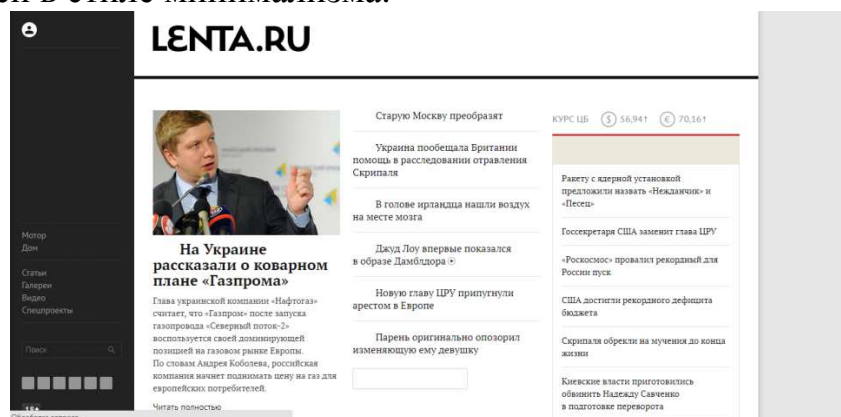 в стиле минимализма.
LENTA.RU
КУРС ЦБ $ 56,94↑ € 70,16↑
На Украине
рассказали о коварном
плане «Газпрома»
Глава украинской компании «Нафтогаз»
считает, что «Газпром» после запуска
газопровода «Северный поток-2»
воспользуется своей доминирующей
позицией на газовом рынке Европы.
По словам Андрея Коболева, российская
компания начнет поднимать цену на газ для
европейских потребителей.
Читать полностью
Старую Москву преобразят
Украина пообещала Британии
помощь в расследовании отравления
Скрипаля
В голове ирландца нашли воздух
на месте мозга
Джуд Лоу впервые показался
в образе Дамблдора
Новую главу ЦРУ припугнули
арестом в Европе
Парень оригинально опозорил
изменяющую ему девушку
Ракету с ядерной установкой
предложили назвать «Нежданчик» и
«Песец»
Госсекретаря США заменит глава ЦРУ
«Роскосмос» провалил рекордный для
России пуск
США достигли рекордного дефицита
бюджета
Скрипаля обрекли на мучения до конца
жизни
Киевские власти приготовились
обвинить Надежду Савченко
в подготовке переворота
Мотор
Дом
Статьи
Галереи
Видео
Спецпроекты
Поиск
18+